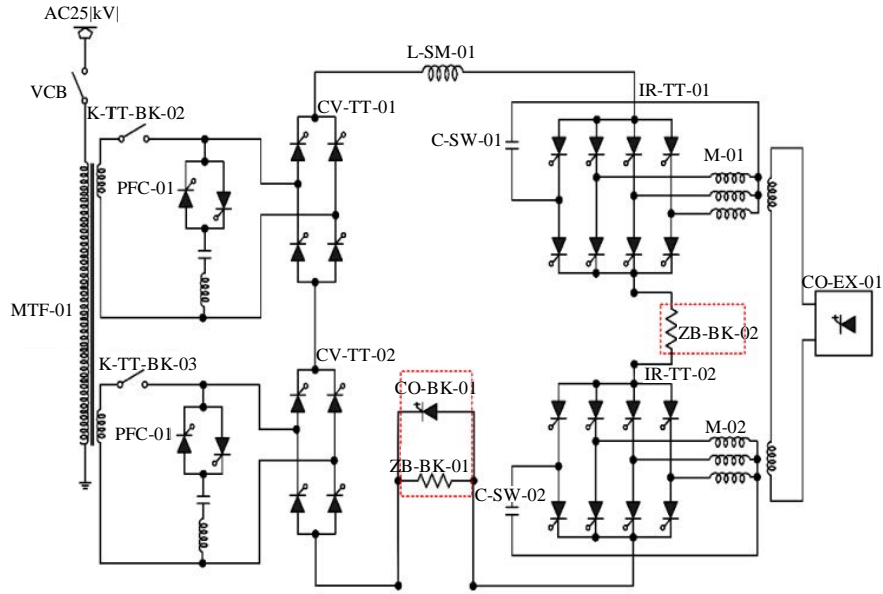 AC25|kV|
L-SM-01
VCB
IR-TT-01
K-TT-BK-02
CV-TT-01
C-SW-01
M-01
PFC-01
CO-EX-01
MTF-01
ZB-BK-02
K-TT-BK-03
CV-TT-02
IR-TT-02
CO-BK-01
PFC-01
M-02
ZB-BK-01
C-SW-02